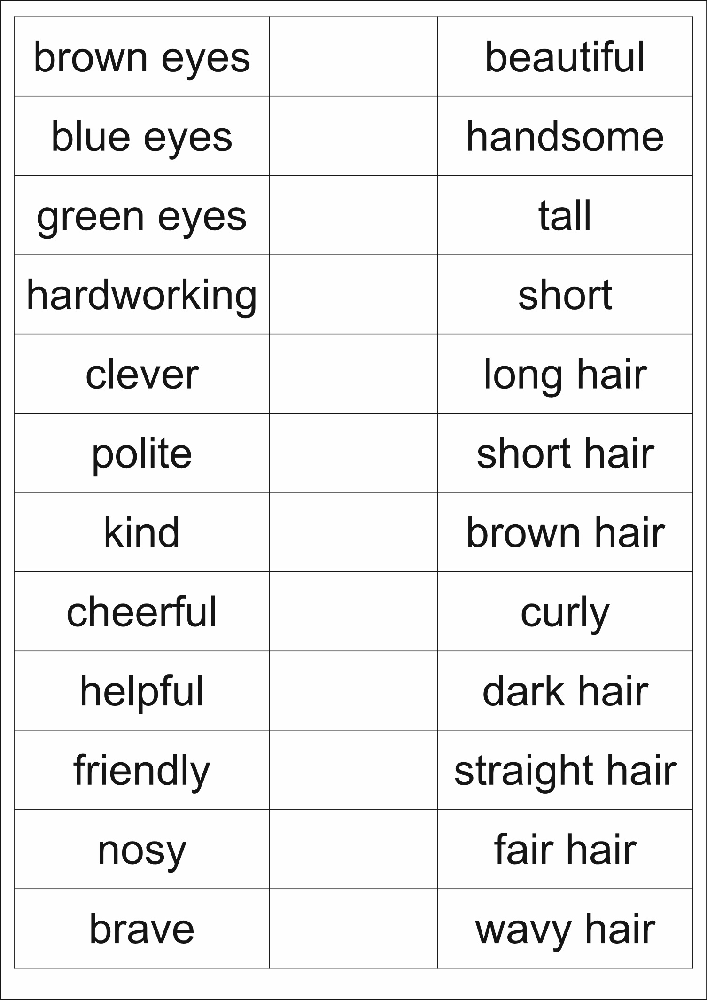 brown eyes beautiful
blue eyes handsome
green eyes tall
hardworking short
clever long hair
polite short hair
kind brown hair
cheerful curly
helpful dark hair
friendly straight hair
nosy fair hair
brave wavy hair